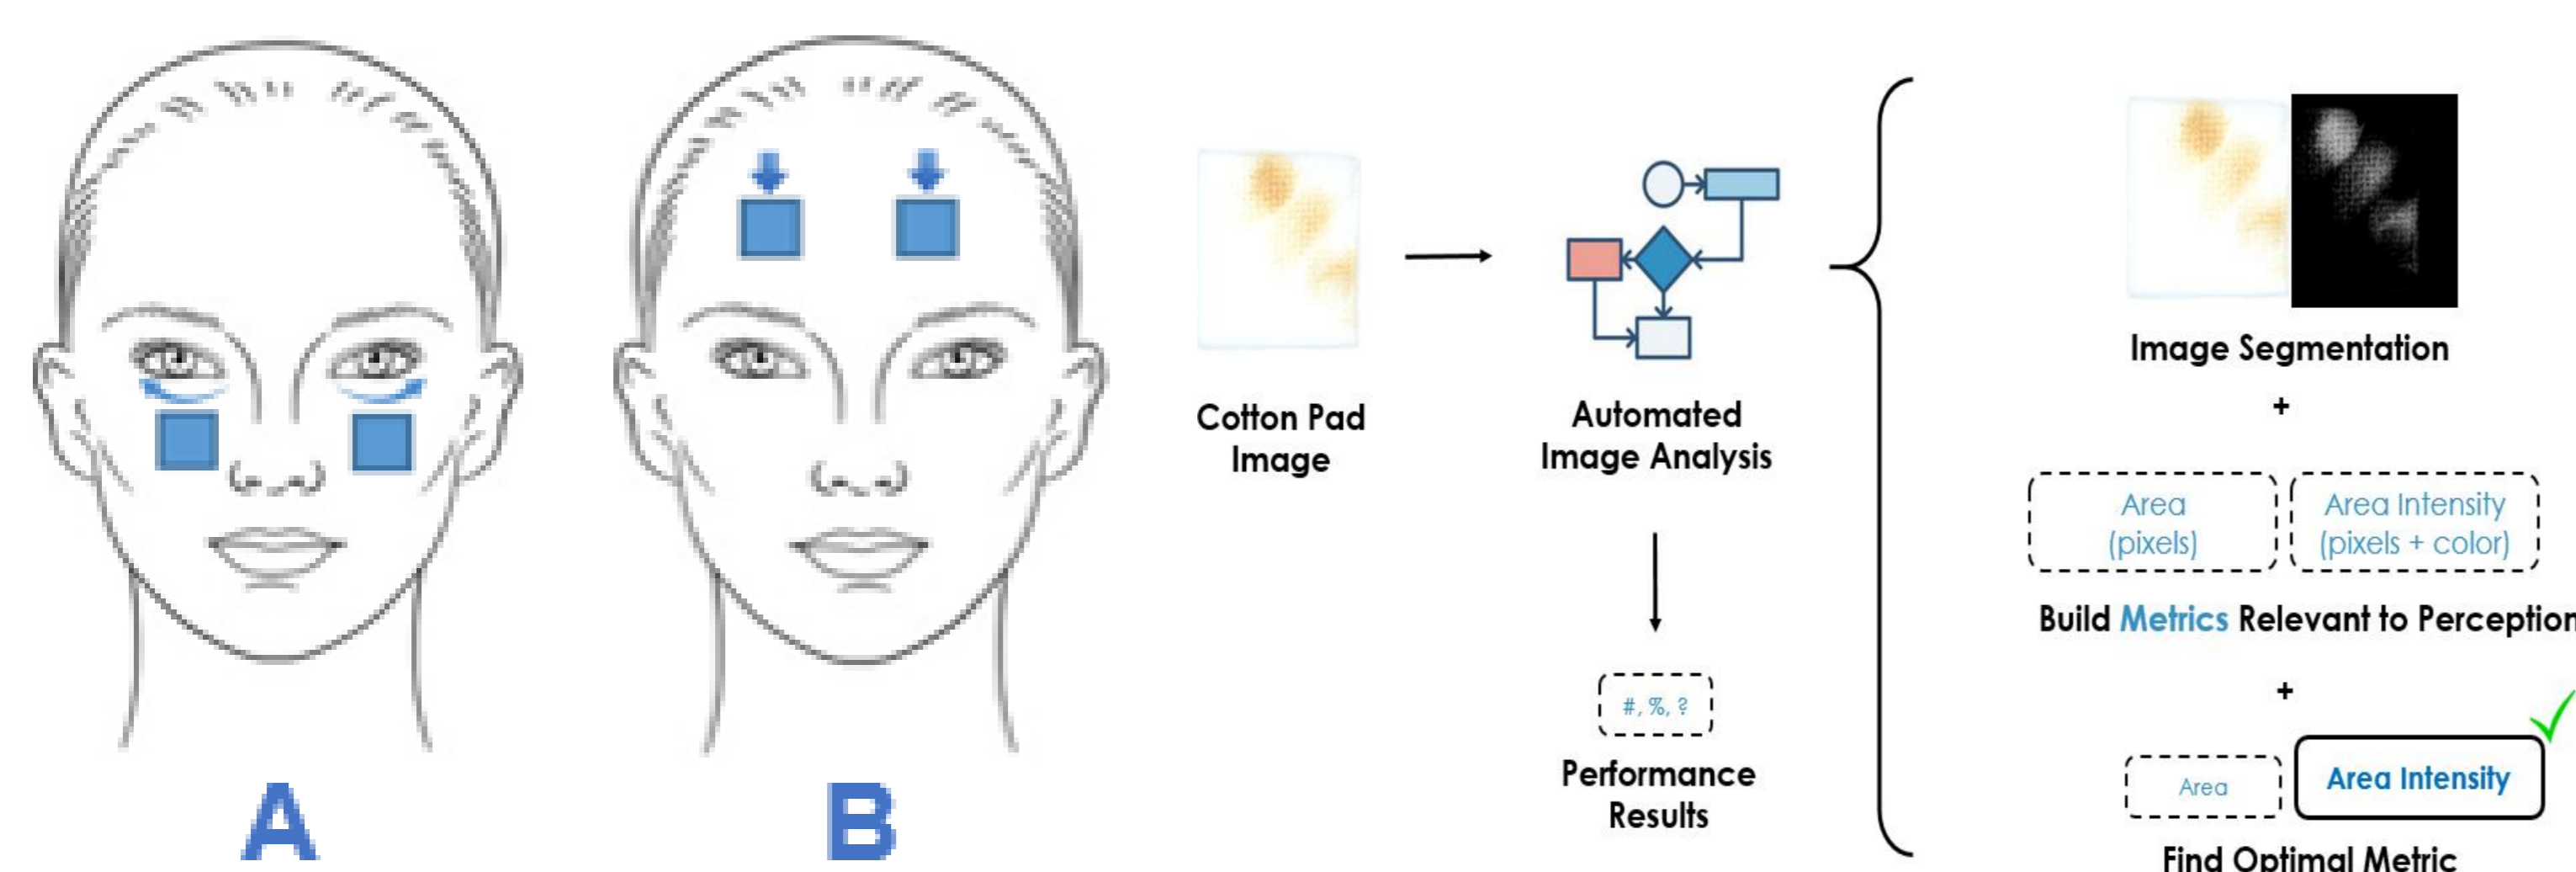 A
B
Cotton Pad
Image
Automated
Image Analysis
#, %, ?
Performance
Results
Image Segmentation
+
Area
(pixels)
Area Intensity
(pixels + color)
Build Metrics Relevant to Perception
+
Area
Area Intensity
Find Optimal Metric